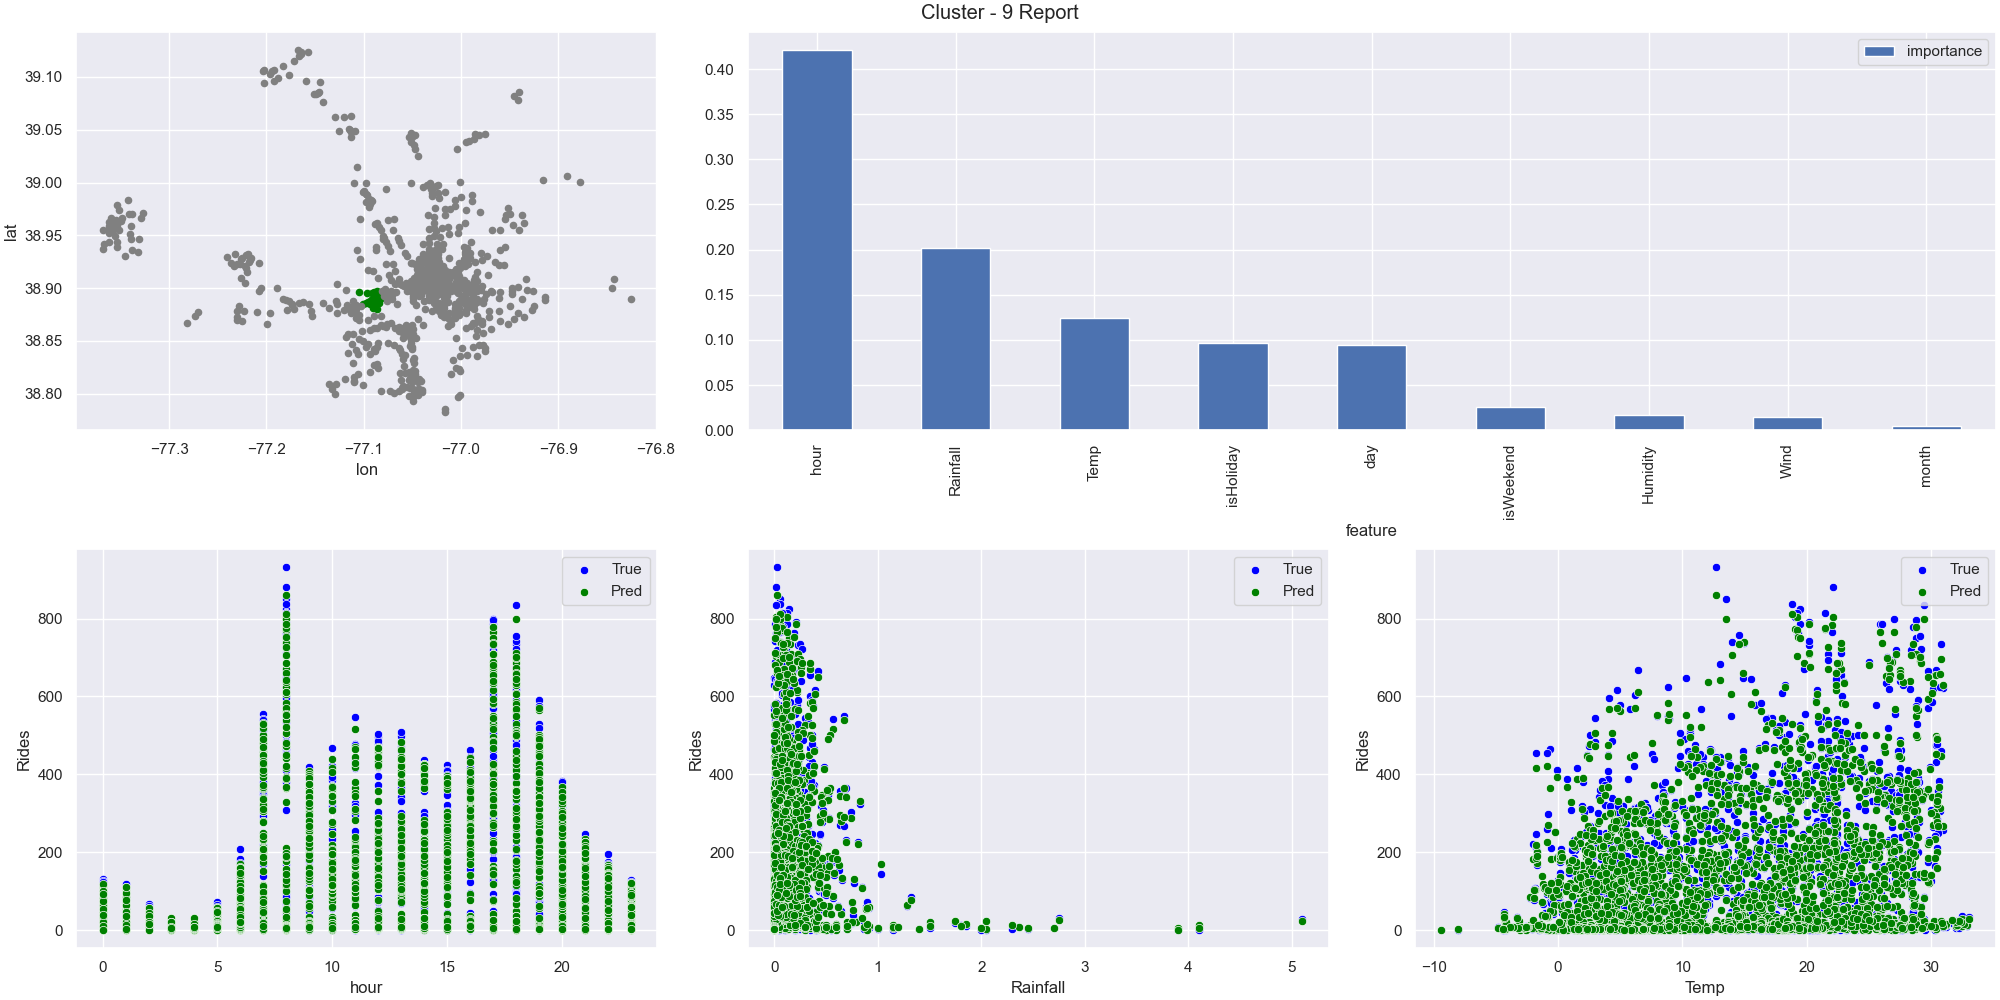 Cluster - 9 Report
39.10
39.05
39.00
38.95
38.90
38.85
38.80
lat
−77.3 −77.2 −77.1 −77.0 −76.9 −76.8
lon
0.40
0.35
0.30
0.25
0.20
0.15
0.10
0.05
0.00
importance
hour Rainfall Temp isHoliday day isWeekend Humidity Wind month
feature
800
600
400
200
0
Rides
True
Pred
0 5 10 15 20
hour
800
600
400
200
0
Rides
True
Pred
0 1 2 3 4 5
Rainfall
800
600
400
200
0
Rides
True
Pred
−10 0 10 20 30
Temp